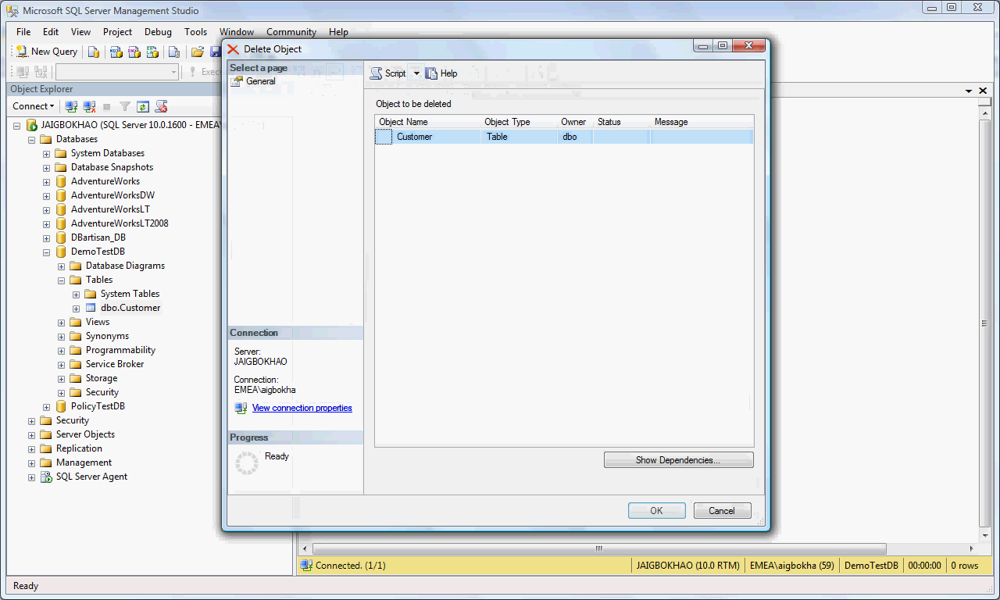 Microsoft SQL Server Management Studio
File Edit View Project Debug Tools Window Community Help
New Query
Object Explorer
Connect
JAIGBOKHAO (SQL Server 10.0.1600 - EMEA
Databases
System Databases
Database Snapshots
AdventureWorks
AdventureWorksDW
AdventureWorksLT
AdventureWorksLT2008
DBartisan_DB
DemoTestDB
Database Diagrams
Tables
System Tables
dbo.Customer
Views
Synonyms
Programmability
Service Broker
Storage
Security
PolicyTestDB
Security
Server Objects
Replication
Management
SQL Server Agent
Delete Object
Select a page
General
Connection
Server:
JAIGBOKHAO
Connection:
EMEA\aigbokha
View connection properties
Progress
Ready
Script Help
Object to be deleted
Object Name Object Type Owner Status Message
Customer Table dbo
Show Dependencies...
OK Cancel
Connected. (1/1) JAIGBOKHAO (10.0 RTM) EMEA\aigbokha (59) DemoTestDB 00:00:00 0 rows
Ready